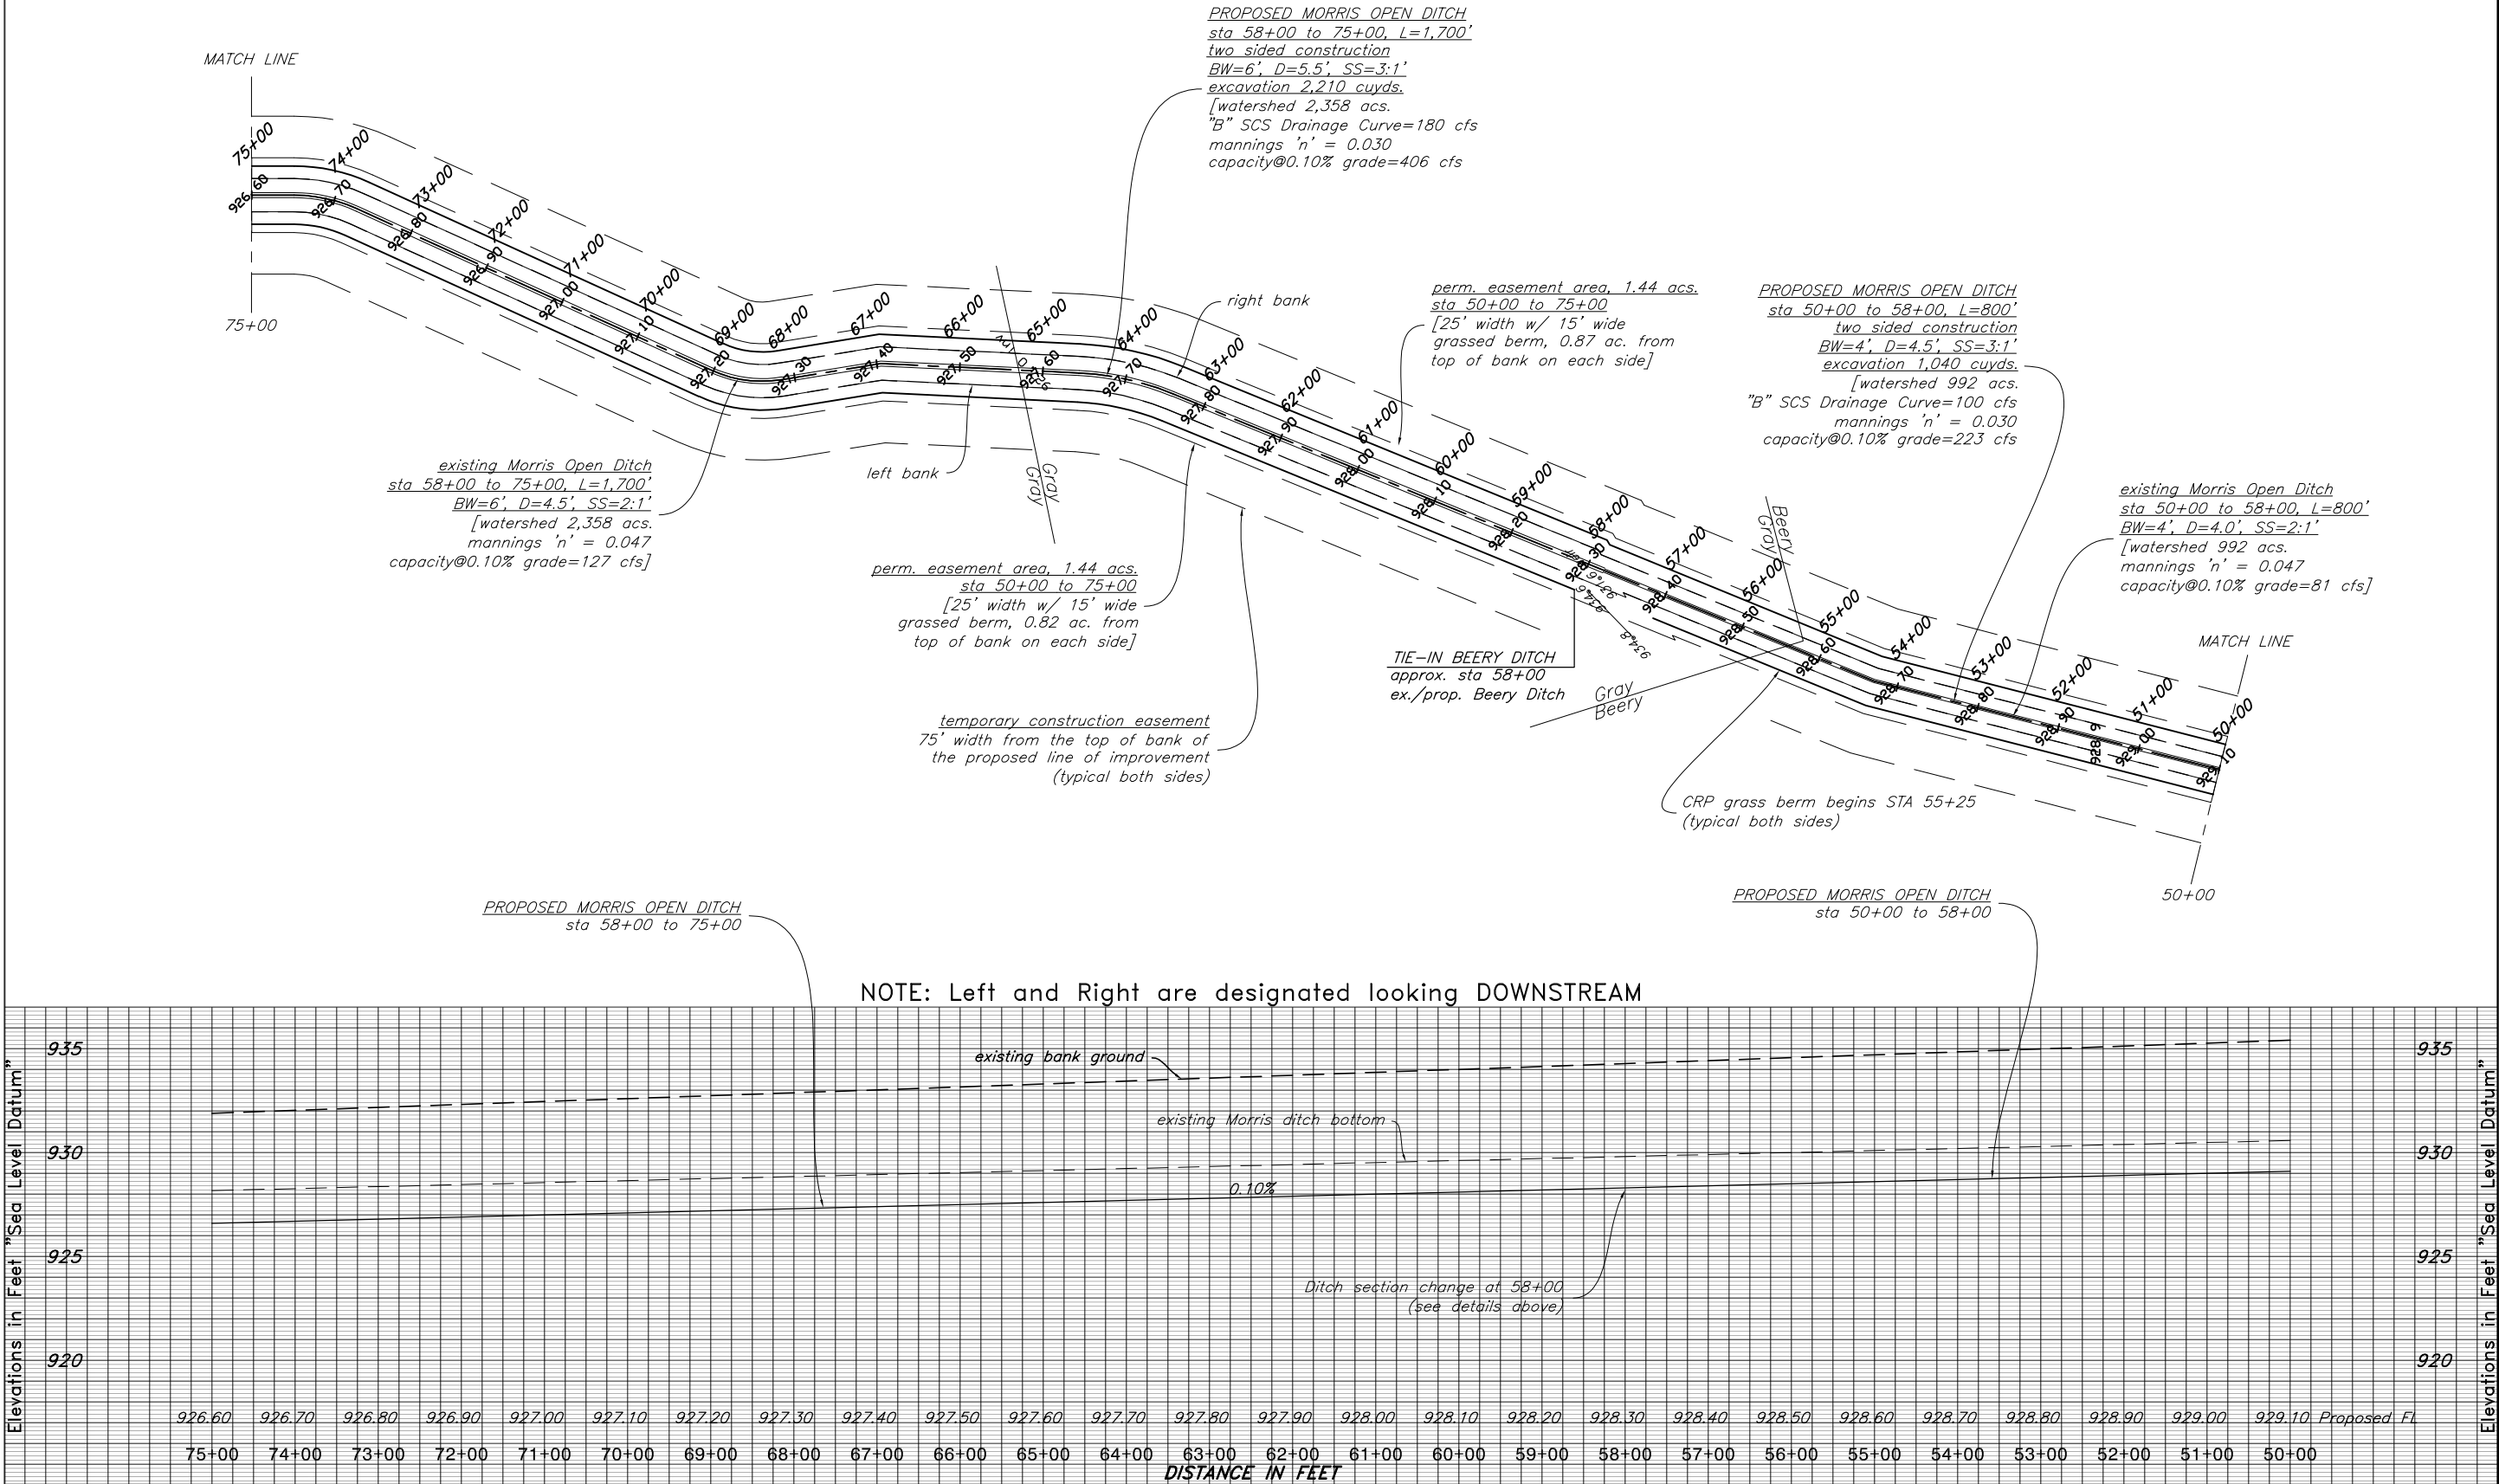 PROPOSED MORRIS OPEN DITCH
sta 58+00 to 75+00, L=1,700'
two sided construction
BW=6', D=5.5', SS=3:1'
excavation 2,210 cuyds.
[watershed 2,358 acs.
"B" SCS Drainage Curve=180 cfs
mannings 'n' = 0.030
capacity@0.10% grade=406 cfs
MATCH LINE
75+00
74+00
73+00
72+00
71+00
70+00
69+00
68+00
67+00
66+00
65+00
64+00
63+00
62+00
61+00
60+00
59+00
58+00
57+00
56+00
55+00
54+00
53+00
52+00
51+00
50+00
926.60
926.70
926.80
926.90
927.00
927.10
927.20
927.30
927.40
927.50
927.60
927.70
927.80
927.90
928.00
928.10
928.20
928.30
928.40
928.50
928.60
928.70
928.80
928.90
928.9
929.00
929.10
75+00
right bank
left bank
Gray
Gray
perm. easement area, 1.44 acs.
sta 50+00 to 75+00
[25' width w/ 15' wide
grassed berm, 0.87 ac. from
top of bank on each side]
PROPOSED MORRIS OPEN DITCH
sta 50+00 to 58+00, L=800'
two sided construction
BW=4', D=4.5', SS=3:1'
excavation 1,040 cuyds.
[watershed 992 acs.
"B" SCS Drainage Curve=100 cfs
mannings 'n' = 0.030
capacity@0.10% grade=223 cfs
existing Morris Open Ditch
sta 58+00 to 75+00, L=1,700'
BW=6', D=4.5', SS=2:1'
[watershed 2,358 acs.
mannings 'n' = 0.047
capacity@0.10% grade=127 cfs]
existing Morris Open Ditch
sta 50+00 to 58+00, L=800'
BW=4', D=4.0', SS=2:1'
[watershed 992 acs.
mannings 'n' = 0.047
capacity@0.10% grade=81 cfs]
Beery
Gray
934.8
perm. easement area, 1.44 acs.
sta 50+00 to 75+00
[25' width w/ 15' wide
grassed berm, 0.82 ac. from
top of bank on each side]
TIE-IN BEERY DITCH
approx. sta 58+00
ex./prop. Beery Ditch
Gray
Beery
MATCH LINE
temporary construction easement
75' width from the top of bank of
the proposed line of improvement
(typical both sides)
CRP grass berm begins STA 55+25
(typical both sides)
50+00
PROPOSED MORRIS OPEN DITCH
sta 58+00 to 75+00
PROPOSED MORRIS OPEN DITCH
sta 50+00 to 58+00
NOTE: Left and Right are designated looking DOWNSTREAM
Elevations in Feet "Sea Level Datum"
935
930
925
920
existing bank ground
existing Morris ditch bottom
0.10%
Ditch section change at 58+00
(see details above)
935
930
925
920
Elevations in Feet "Sea Level Datum"
926.60 926.70 926.80 926.90 927.00 927.10 927.20 927.30 927.40 927.50 927.60 927.70 927.80 927.90 928.00 928.10 928.20 928.30 928.40 928.50 928.60 928.70 928.80 928.90 929.00 929.10 Proposed FL
75+00 74+00 73+00 72+00 71+00 70+00 69+00 68+00 67+00 66+00 65+00 64+00 63+00 62+00 61+00 60+00 59+00 58+00 57+00 56+00 55+00 54+00 53+00 52+00 51+00 50+00
DISTANCE IN FEET